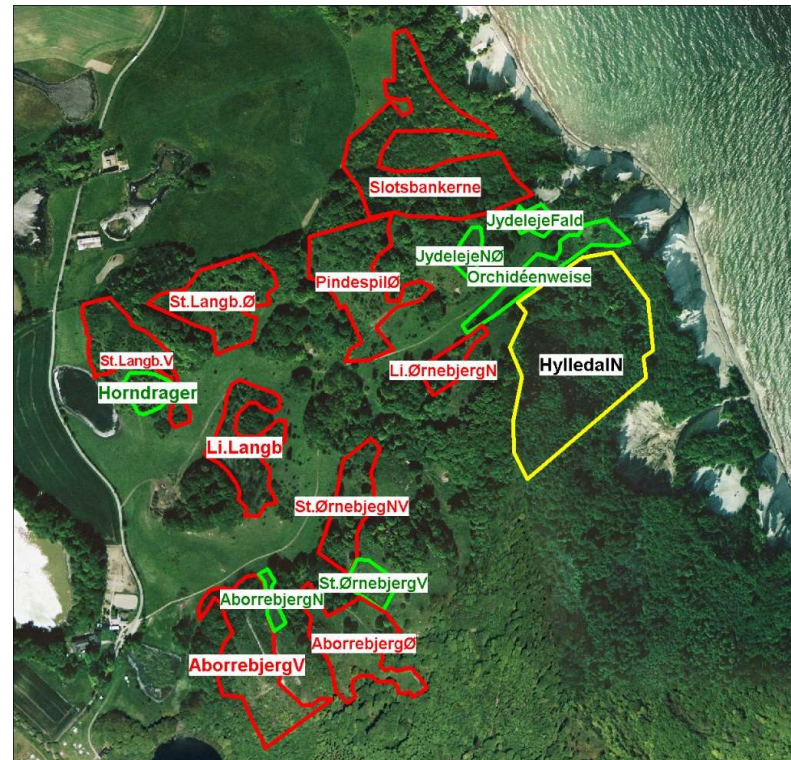 Slotsbankerne
JydelejeFald
JydelejeNØ
PindespilØ
Orchidéenweise
St.Langb.Ø
St.Langb.V
Li.ØrnebjergN
HylledalN
Horndrager
Li.Langb
St.ØrnebjegNV
St.ØrnebjergV
AborrebjergN
AborrebjergØ
AborrebjergV